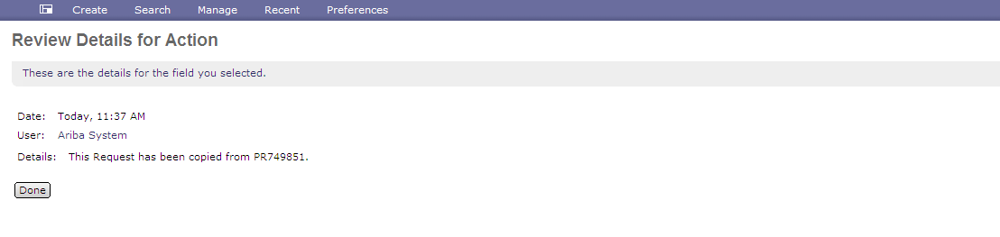 Create Search Manage Recent Preferences
Review Details for Action
These are the details for the field you selected.
Date: Today, 11:37 AM
User: Ariba System
Details: This Request has been copied from PR749851.
Done